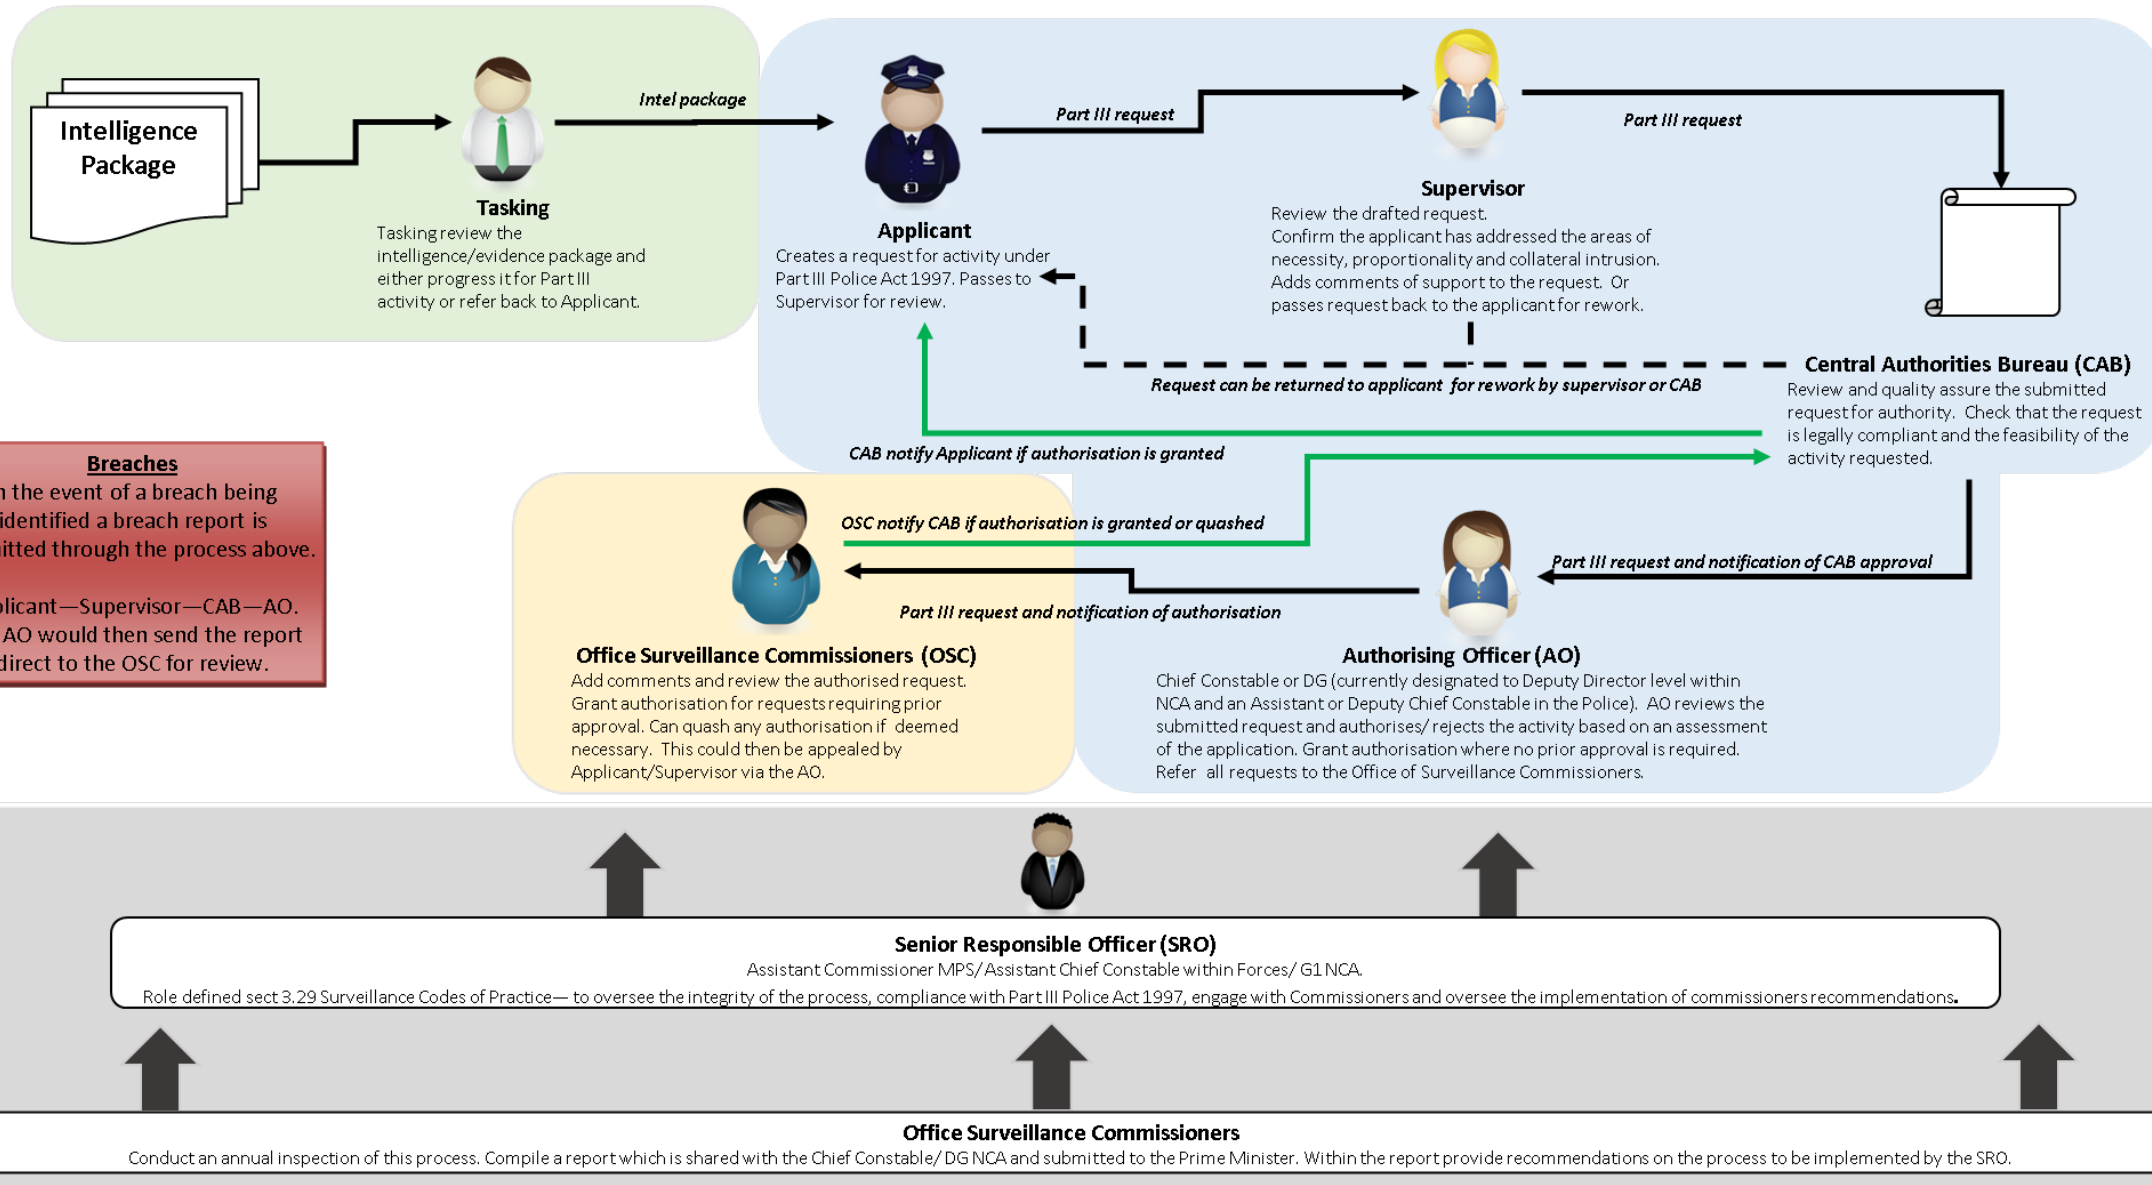 Intelligence
Package
Intel package
Tasking
Tasking review the
intelligence/evidence package and
either progress it for Part III
activity or refer back to Applicant.
Part III request
Applicant
Creates a request for activity under
Part III Police Act 1997. Passes to
Supervisor for review.
Part III request
Supervisor
Review the drafted request.
Confirm the applicant has addressed the areas of
necessity, proportionality and collateral intrusion.
Adds comments of support to the request. Or
passes request back to the applicant for rework.
Request can be returned to applicant for rework by supervisor or CAB
Central Authorities Bureau (CAB)
Review and quality assure the submitted
request for authority. Check that the request
is legally compliant and the feasibility of the
activity requested.
CAB notify Applicant if authorisation is granted
Breaches
the event of a breach being
identified a breach report is
through the process above.
—Supervisor—CAB—AO.
AO would then send the report
direct to the OSC for review.
OSC notify CAB if authorisation is granted or quashed
Part III request and notification of CAB approval
Part III request and notification of authorisation
Office Surveillance Commissioners (OSC)
Add comments and review the authorised request.
Grant authorisation for requests requiring prior
approval. Can quash any authorisation if deemed
necessary. This could then be appealed by
Applicant/Supervisor via the AO.
Authorising Officer (AO)
Chief Constable or DG (currently designated to Deputy Director level within
NCA and an Assistant or Deputy Chief Constable in the Police). AO reviews the
submitted request and authorises/ rejects the activity based on an assessment
of the application. Grant authorisation where no prior approval is required.
Refer all requests to the Office of Surveillance Commissioners.
Senior Responsible Officer (SRO)
Assistant Commissioner MPS/ Assistant Chief Constable within Forces/ G1 NCA.
Role defined sect 3.29 Surveillance Codes of Practice— to oversee the integrity of the process, compliance with Part III Police Act 1997, engage with Commissioners and oversee the implementation of commissioners recommendations.
Office Surveillance Commissioners
Conduct an annual inspection of this process. Compile a report which is shared with the Chief Constable/ DG NCA and submitted to the Prime Minister. Within the report provide recommendations on the process to be implemented by the SRO.